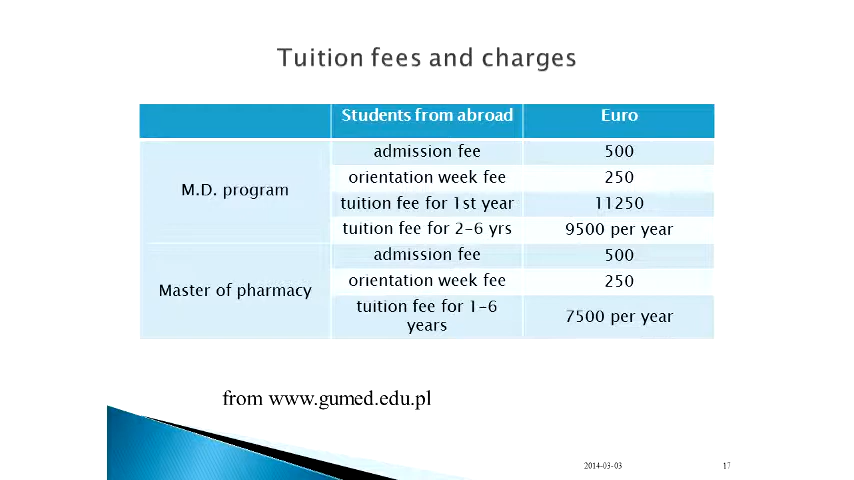 Tuition fees and charges
Students from abroad Euro
M.D. program
admission fee 500
orientation week fee 250
tuition fee for 1st year 11250
tuition fee for 2-6 yrs 9500 per year
Master of pharmacy
admission fee 500
orientation week fee 250
tuition fee for 1-6
years
7500 per year
from www.gumed.edu.pl
2014-03-03 17